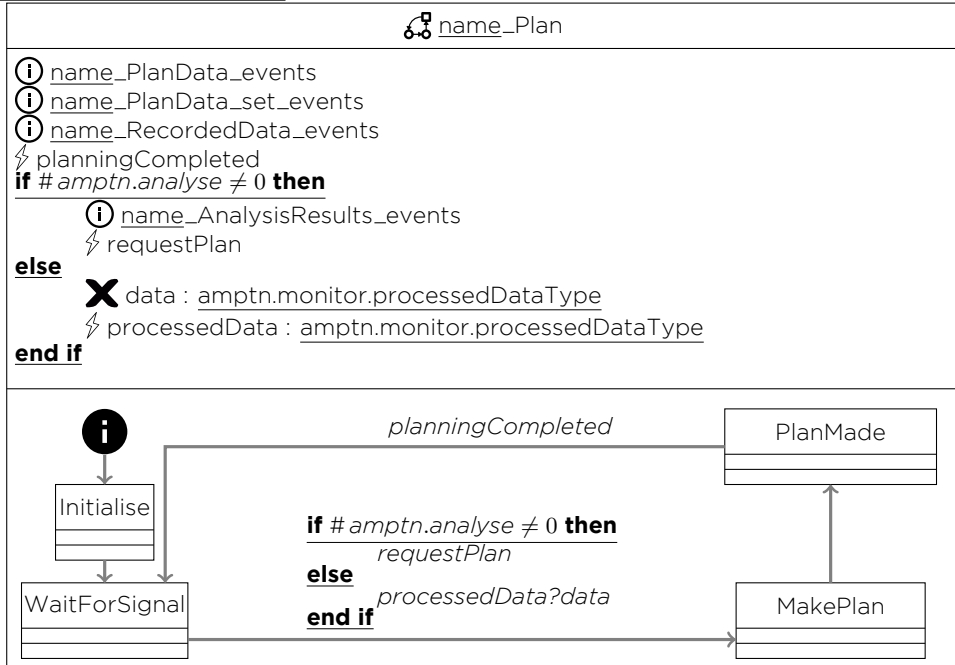 name_Plan
i name_PlanData_events
i name_PlanData_set_events
i name_RecordedData_events
planningCompleted
if # amptn.analyse ≠ 0 then
i name_AnalysisResults_events
requestPlan
else
data : amptn.monitor.processedDataType
processedData : amptn.monitor.processedDataType
end if
i
planningCompleted
PlanMade
Initialise
if # amptn.analyse ≠ 0 then
requestPlan
else
processedData?data
end if
WaitForSignal
MakePlan